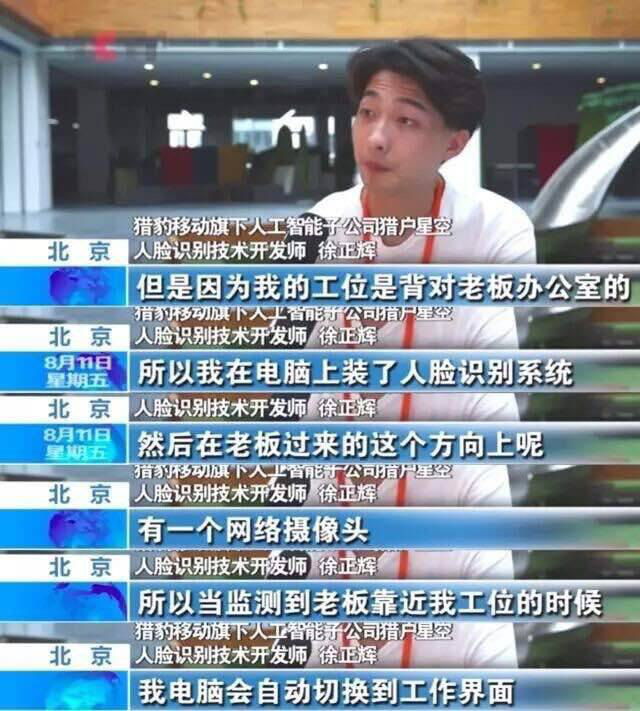 猎豹移动旗下人工智能子公司猎户星空
北京
人脸识别技术开发师 徐正辉
但是因为我的工位是背对老板办公室的
猎豹移动旗下人工智能子公司猎户星空
北京
人脸识别技术开发师 徐正辉
8月11日
星期五
所以我在电脑上装了人脸识别系统
北京
人脸识别技术开发师 徐正辉
8月11日
星期五
然后在老板过来的这个方向上呢
猎豹移动旗下人工智能子公司猎户星空
北京
人脸识别技术开发师 徐正辉
有一个网络摄像头
北京
人脸识别技术开发师 徐正辉
所以当监测到老板靠近我工位的时候
猎豹移动旗下人工智能子公司猎户星空
北京
人脸识别技术开发师 徐正辉
我电脑会自动切换到工作界面